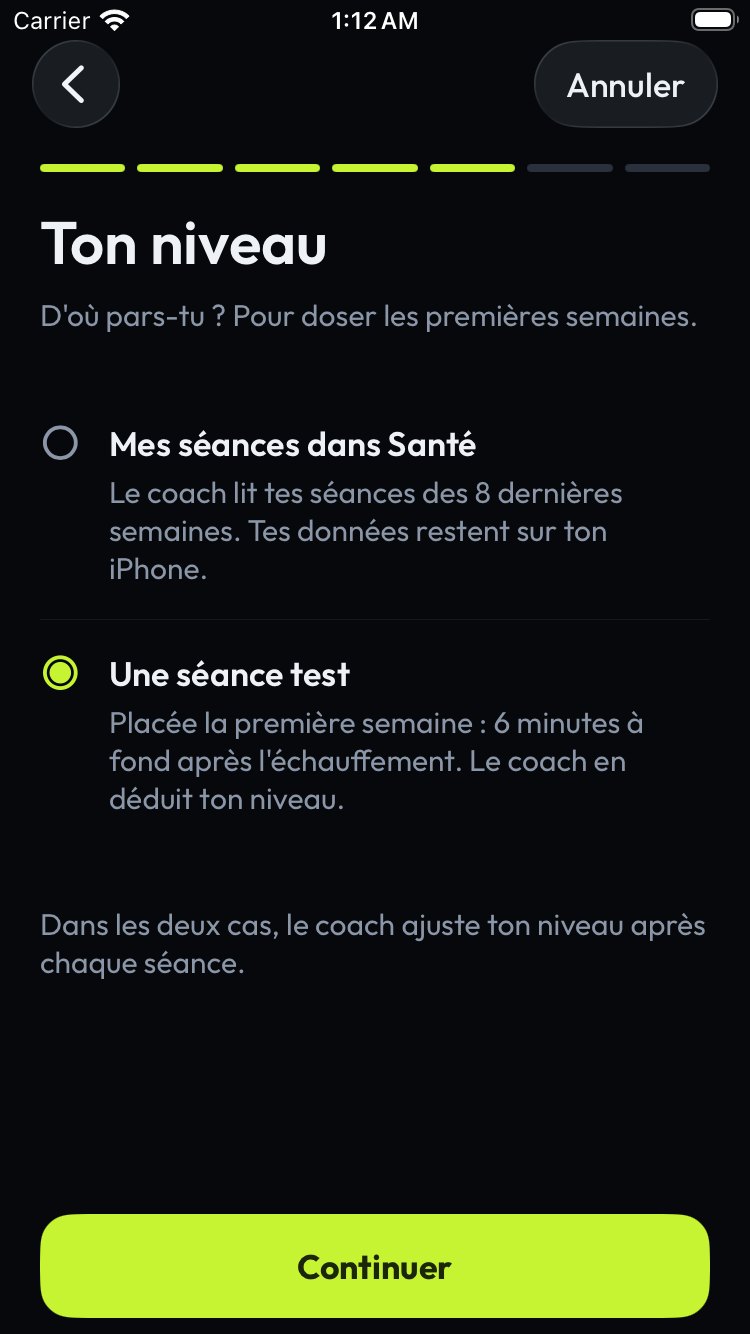 Carrier
1:12 AM
Annuler
Ton niveau
D'où pars-tu ? Pour doser les premières semaines.
Mes séances dans Santé
Le coach lit tes séances des 8 dernières
semaines. Tes données restent sur ton
iPhone.
Une séance test
Placée la première semaine : 6 minutes à
fond après l'échauffement. Le coach en
déduit ton niveau.
Dans les deux cas, le coach ajuste ton niveau après
chaque séance.
Continuer